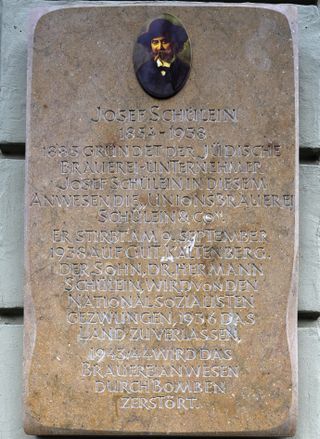 JOSEF SCHÜLEIN
1854-1938
1885 GRÜNDET DER JÜDISCHE
BRAUEREI-UNTERNEHMER
JOSEF SCHÜLEIN IN DIESEM
ANWESEN DIE „UNIONSBRAUEREI
SCHÜLEIN & CO“.
ER STIRBT AM 9. SEPTEMBER
1938 AUF GUT KALTENBERG.
DER SOHN, DR. HERMANN
SCHÜLEIN, WIRD VON DEN
NATIONALSOZIALISTEN
GEZWUNGEN, 1936 DAS
LAND ZU VERLASSEN.
1943/44 WIRD DAS
BRAUEREIANWESEN
DURCH BOMBEN
ZERSTÖRT.